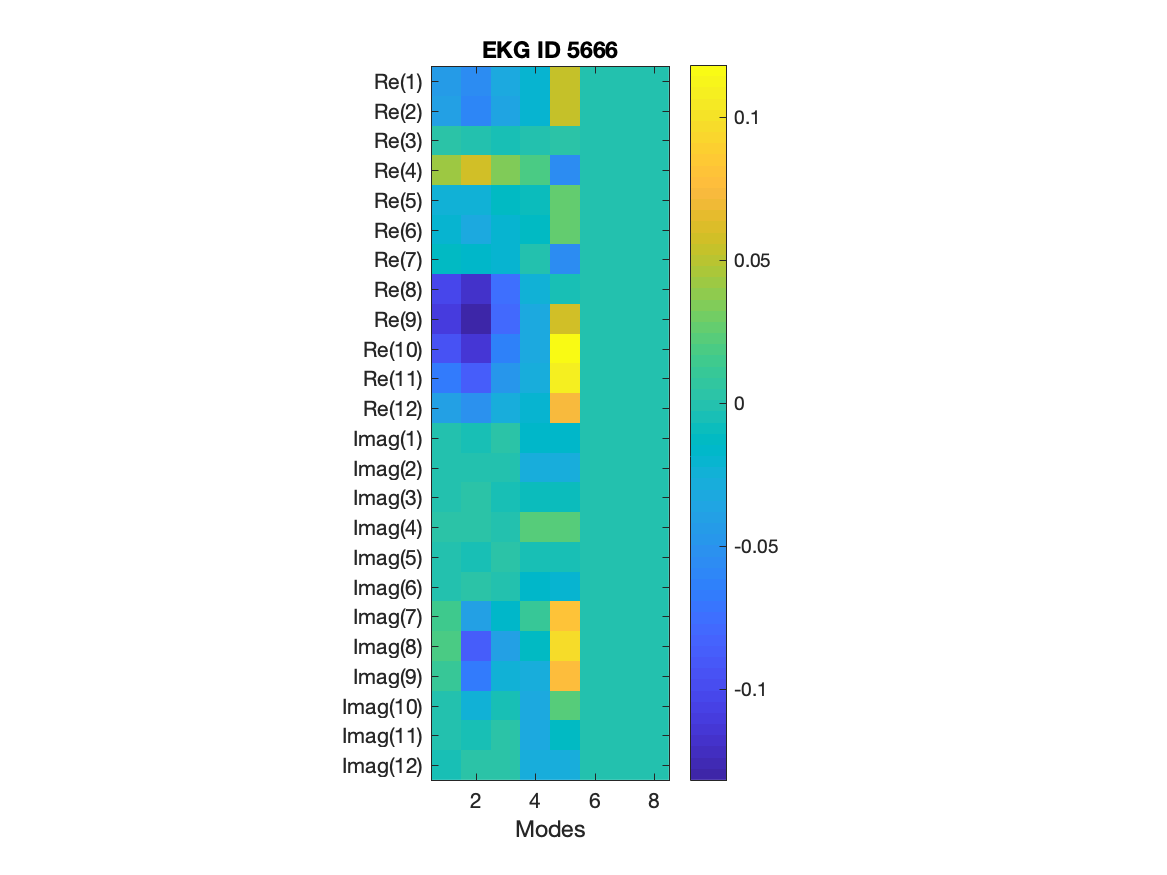 EKG ID 5666
Re(1)
Re(2)
Re(3)
Re(4)
Re(5)
Re(6)
Re(7)
Re(8)
Re(9)
Re(10)
Re(11)
Re(12)
Imag(1)
Imag(2)
Imag(3)
Imag(4)
Imag(5)
Imag(6)
Imag(7)
Imag(8)
Imag(9)
Imag(10)
Imag(11)
Imag(12)
2 4 6 8
Modes
0.1
0.05
0
-0.05
-0.1